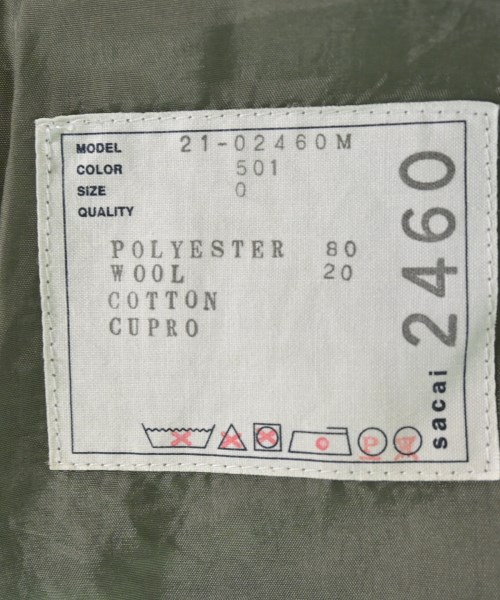 MODEL 21-02460M
COLOR 501
SIZE 0
QUALITY
POLYESTER 80
WOOL 20
COTTON
CUPRO
P
sacai 2460